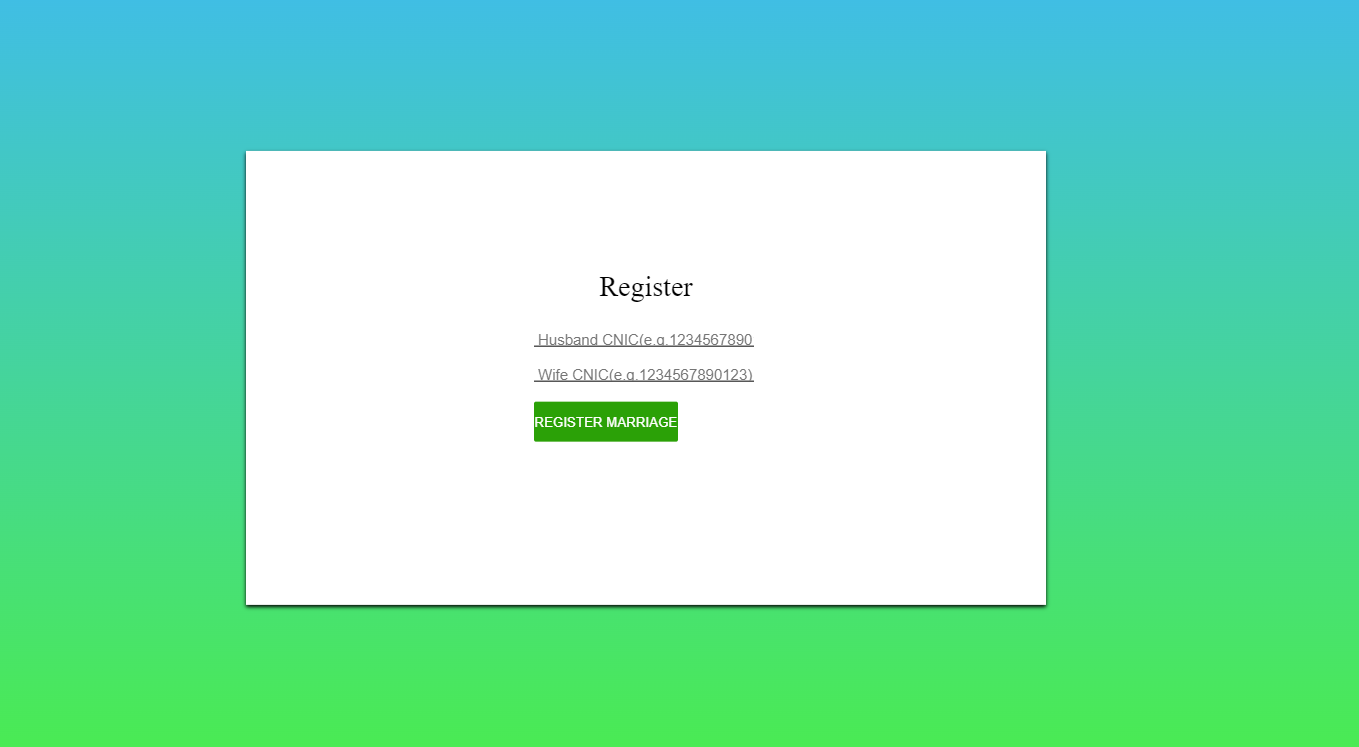 Register
Husband CNIC(e.g.1234567890
Wife CNIC(e.g.1234567890123)
REGISTER MARRIAGE